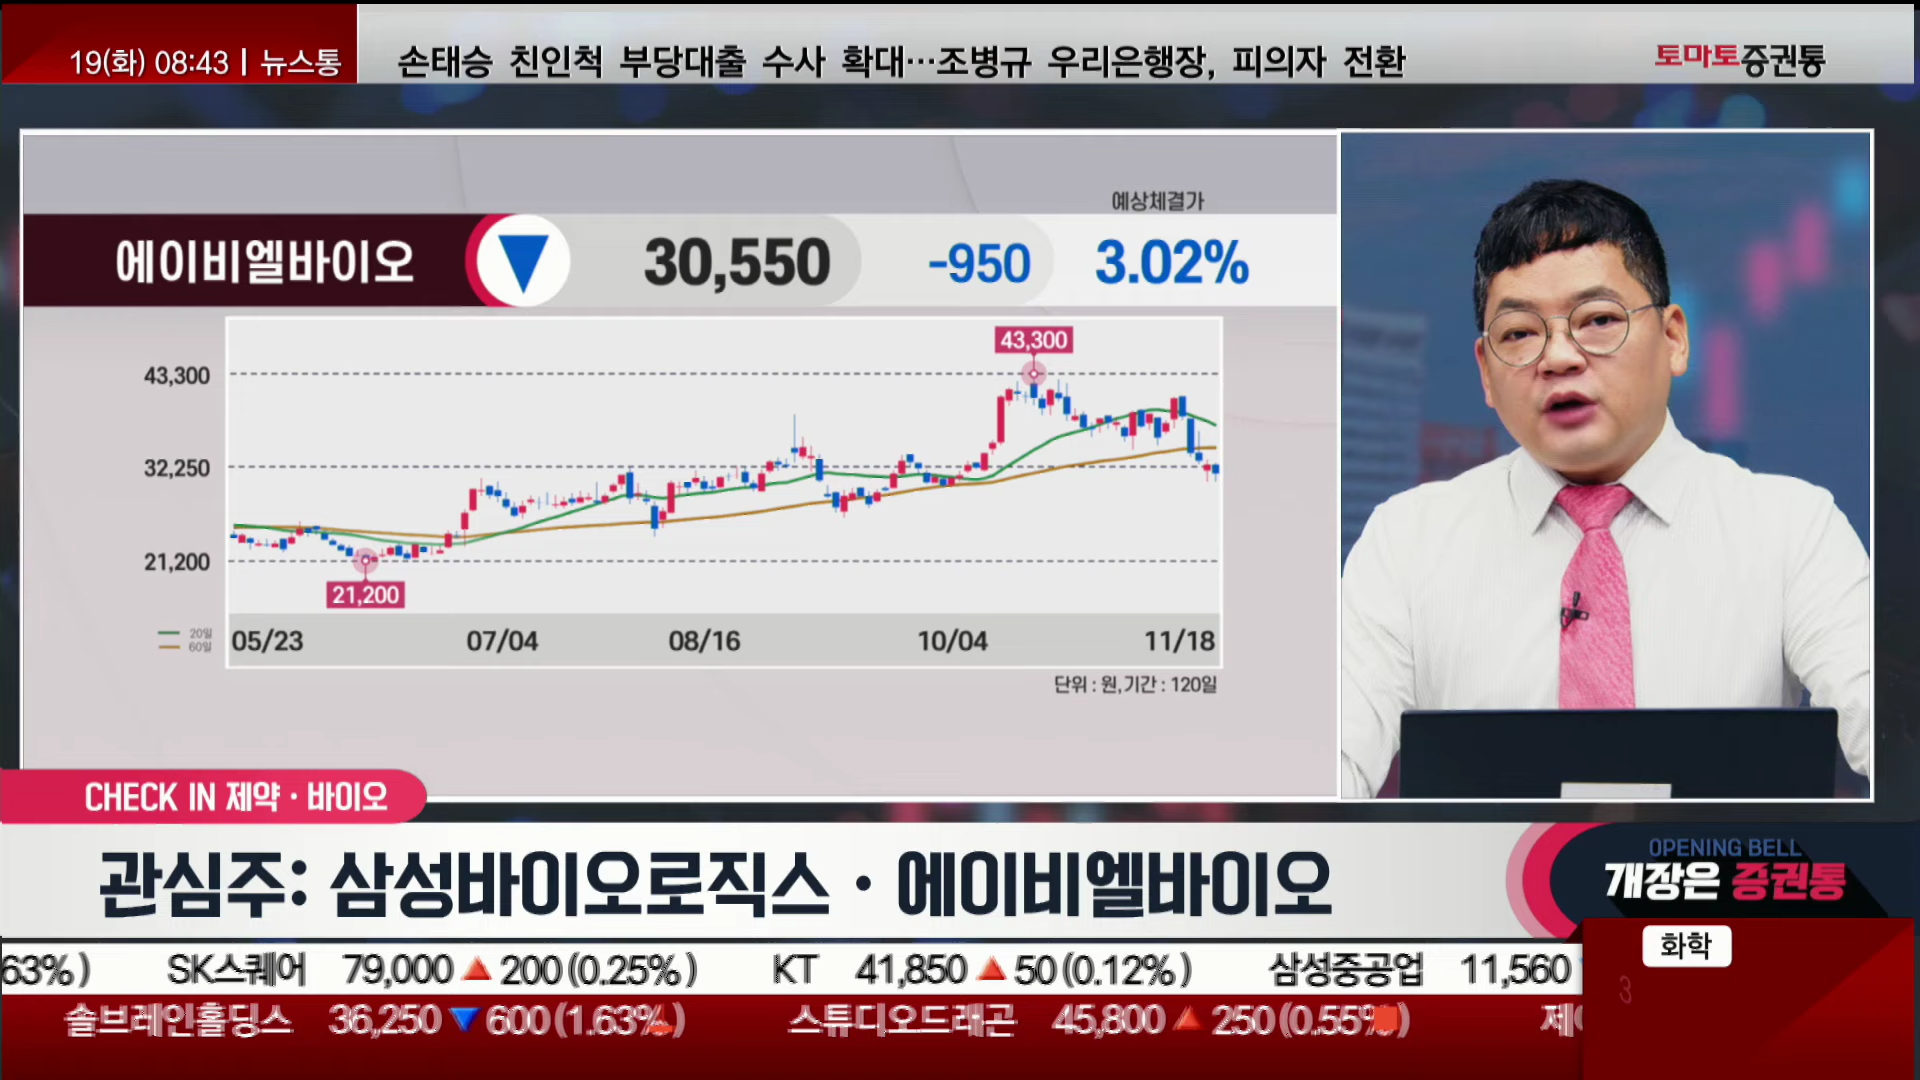 19(화) 08:43 | 뉴스통
손태승 친인척 부당대출 수사 확대…조병규 우리은행장, 피의자 전환
토마토증권통
예상체결가
에이비엘바이오 ▼ 30,550 -950 3.02%
43,300
43,300
32,250
21,200
21,200
20일
60일
05/23 07/04 08/16 10/04 11/18
단위 : 원,기간 : 120일
CHECK IN 제약·바이오
관심주: 삼성바이오로직스·에이비엘바이오
OPENING BELL
개장은 증권통
63%) SK스퀘어 79,000 ▲ 200(0.25%) KT 41,850 ▲ 50(0.12%) 삼성중공업 11,560
화학
솔브레인홀딩스 36,250 ▼ 600(1.63%) 스튜디오드래곤 45,800 ▲ 250(0.55%)